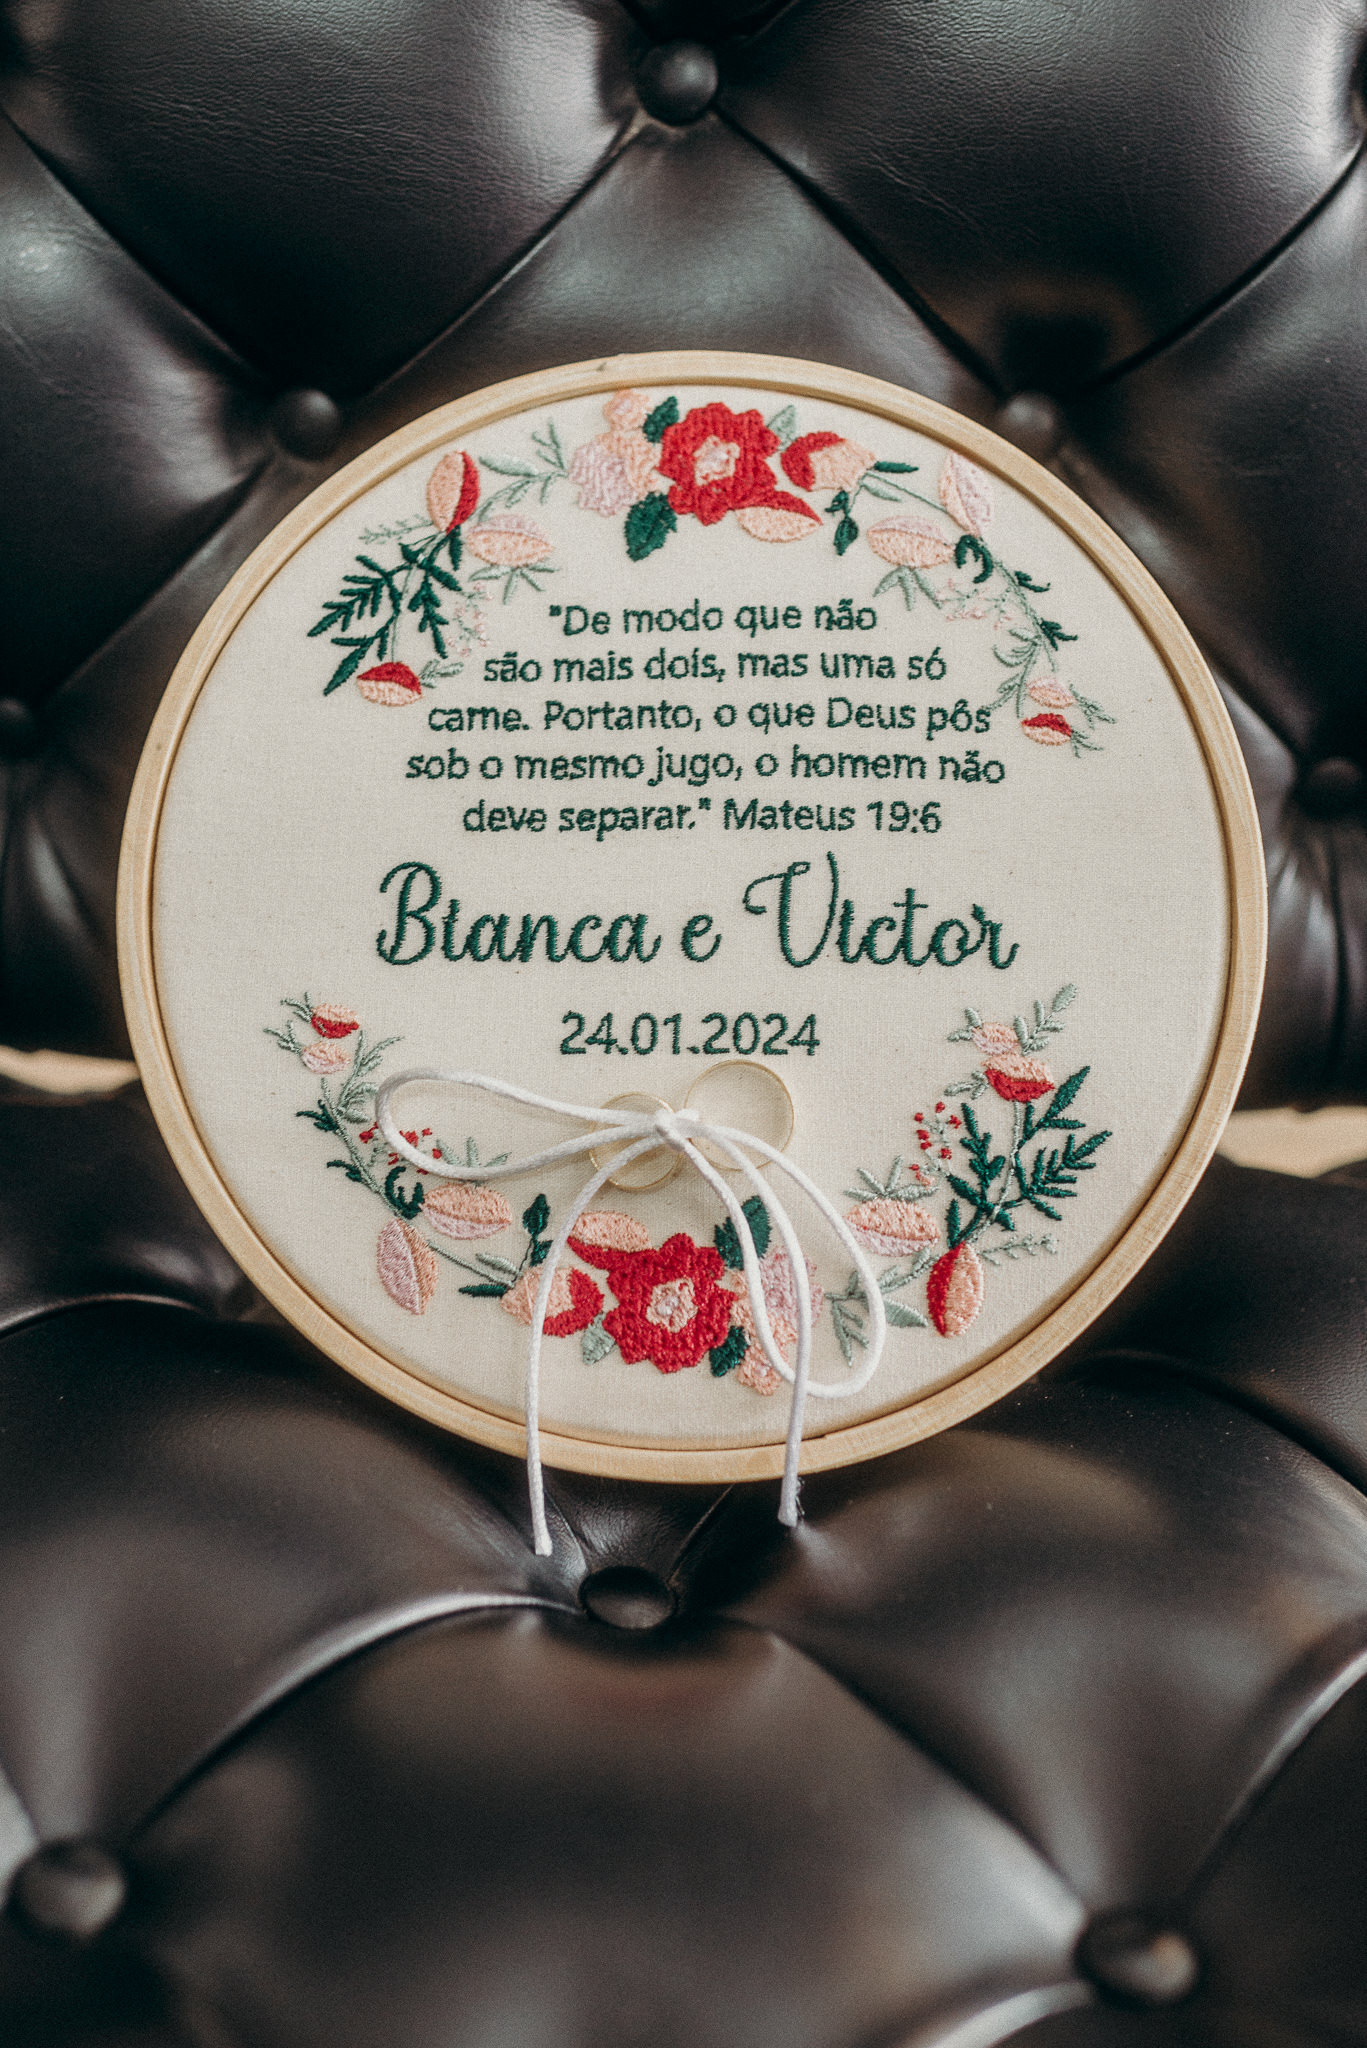 "De modo que não
são mais dois, mas uma só
carne. Portanto, o que Deus pôs
sob o mesmo jugo, o homem não
deve separar." Mateus 19:6
Bianca e Victor
24.01.2024